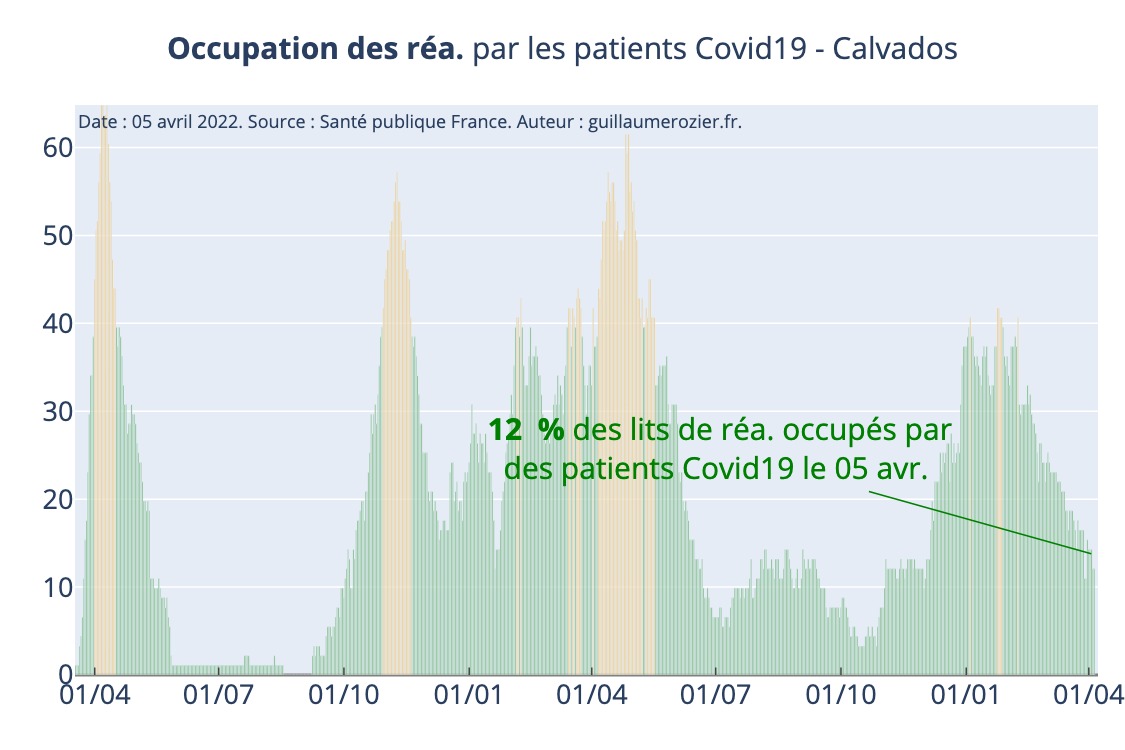 Occupation des réa. par les patients Covid19 - Calvados
Date : 05 avril 2022. Source : Santé publique France. Auteur : guillaumerozier.fr.
60
50
40
30
12 % des lits de réa. occupés par
des patients Covid19 le 05 avr.
20
10
0
01/04 01/07 01/10 01/01 01/04 01/07 01/10 01/01 01/04